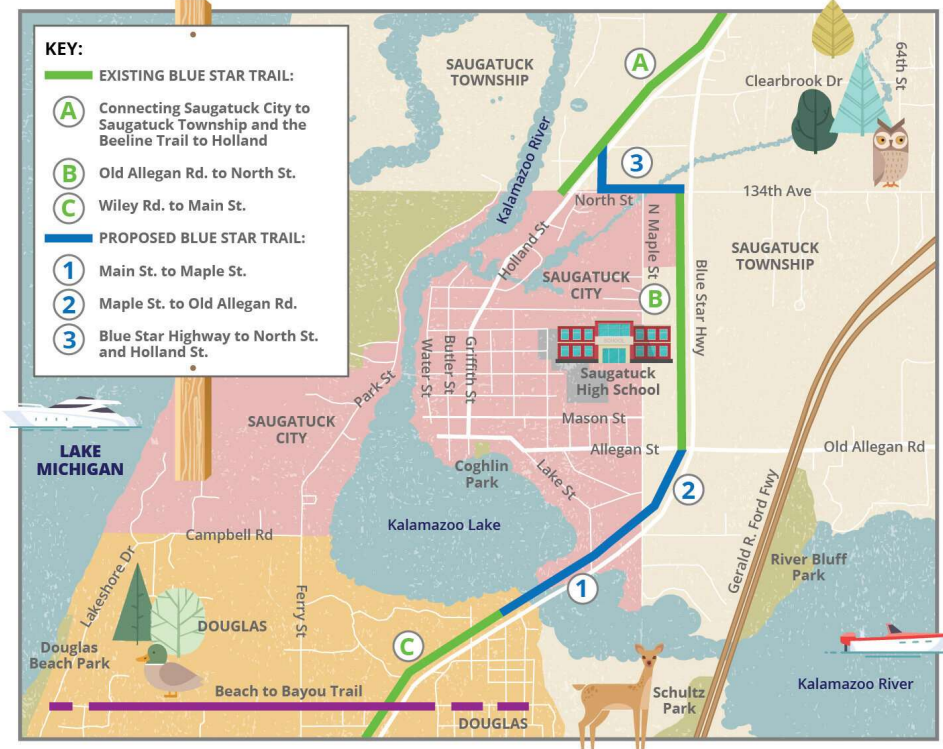 KEY:
EXISTING BLUE STAR TRAIL:
A
Connecting Saugatuck City to
Saugatuck Township and the
Beeline Trail to Holland
B
Old Allegan Rd. to North St.
C
Wiley Rd. to Main St.
PROPOSED BLUE STAR TRAIL:
1
Main St. to Maple St.
2
Maple St. to Old Allegan Rd.
3
Blue Star Highway to North St.
and Holland St.
SAUGATUCK
TOWNSHIP
A
Clearbrook Dr
64th St
Kalamazoo River
3
134th Ave
North St
N Maple St
Holland St
SAUGATUCK
TOWNSHIP
SAUGATUCK
CITY
B
Blue Star Hwy
SCHOOL
Saugatuck
High School
Water St
Butler St
Griffith St
Park St
Mason St
SAUGATUCK
CITY
LAKE
MICHIGAN
Allegan St
Old Allegan Rd
Coghlin
Park
Lake St
2
Kalamazoo Lake
Gerald R. Ford Fwy
Campbell Rd
River Bluff
Park
1
Lakeshore Dr
Ferry St
DOUGLAS
C
Douglas
Beach Park
Beach to Bayou Trail
DOUGLAS
Schultz
Park
Kalamazoo River